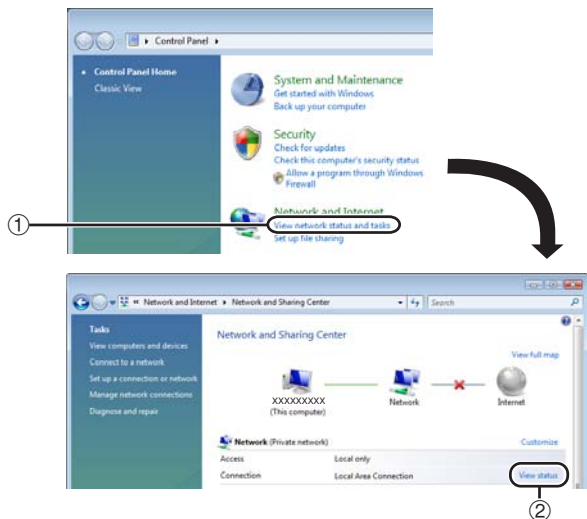 Control Panel
Control Panel Home
Classic View
System and Maintenance
Get started with Windows
Back up your computer
Security
Check for updates
Check this computer's security status
Allow a program through Windows
Firewall
①
Network and Internet
View network status and tasks
Set up file sharing
Network and Internet
Network and Sharing Center
Search
Tasks
View computers and devices
Connect to a network
Set up a connection or network
Manage network connections
Diagnose and repair
Network and Sharing Center
View full map
XXXXXXXXX
(This computer)
Network
Internet
Network (Private network)
Customize
Access
Local only
Connection
Local Area Connection
View status
②